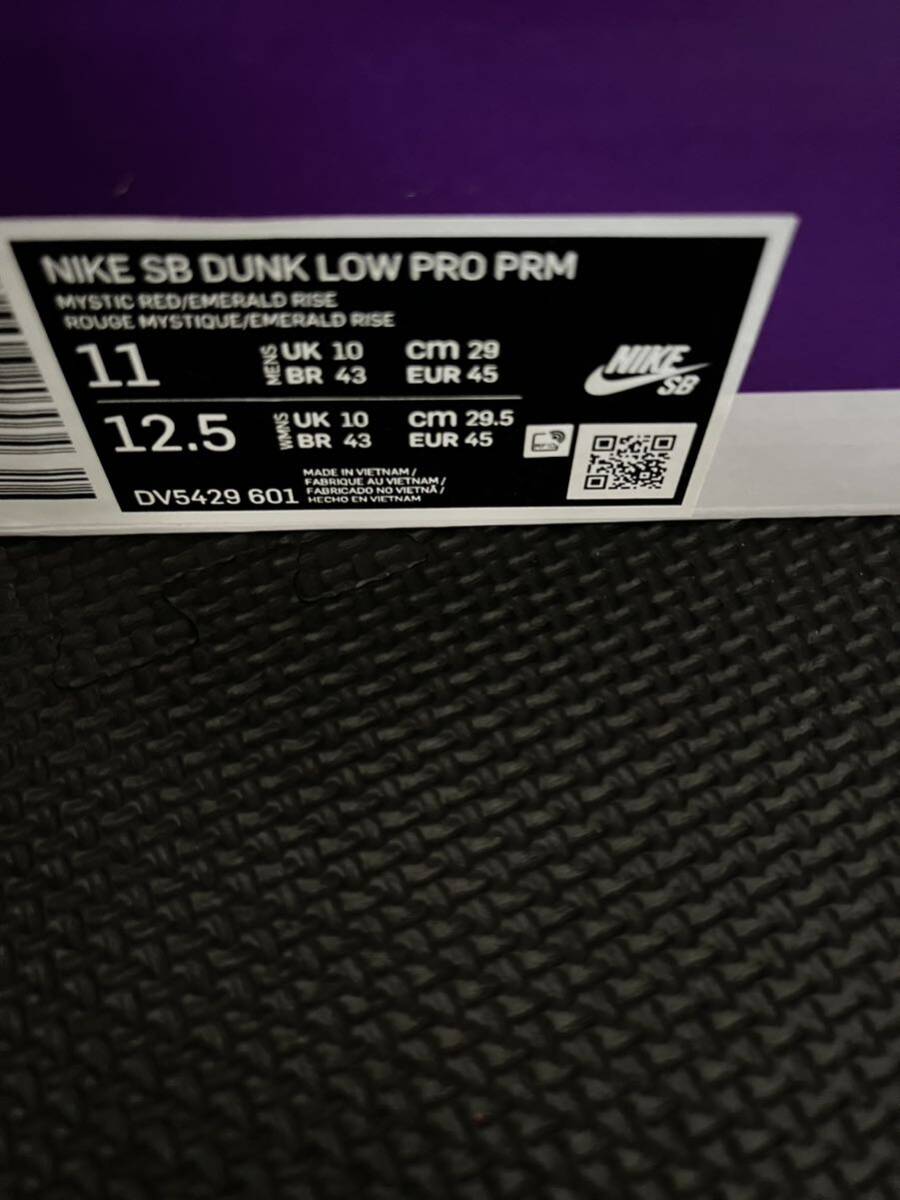 NIKE SB DUNK LOW PRO PRM
MYSTIC RED/EMERALD RISE
ROUGE MYSTIQUE/EMERALD RISE
11 MENS UK 10 cm 29
BR 43 EUR 45
12.5 WMNS UK 10 cm 29.5
BR 43 EUR 45
NIKE
SB
MADE IN VIETNAM /
FABRIQUE AU VIETNAM /
FABRICADO NO VIETNÃ /
HECHO EN VIETNAM
DV5429 601